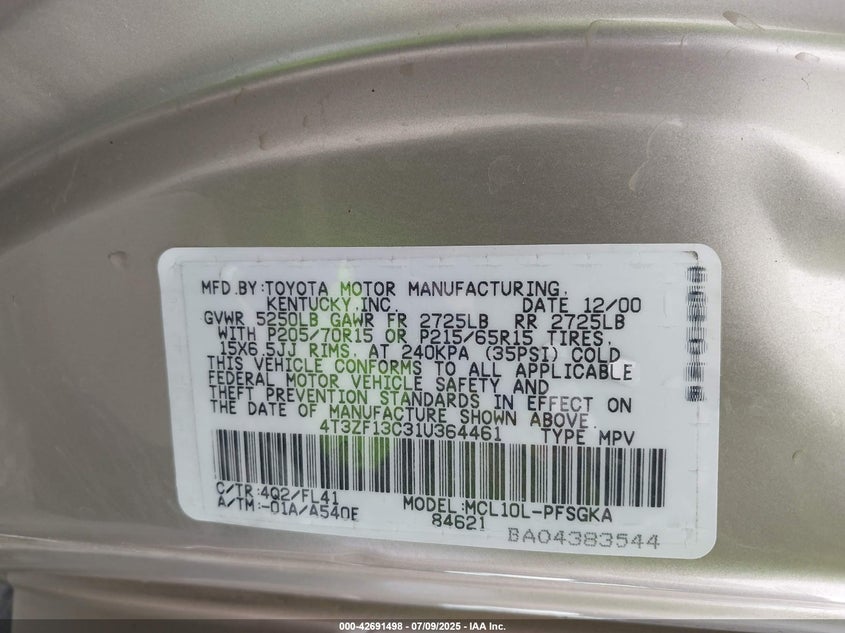 MFD.BY:TOYOTA MOTOR MANUFACTURING,
KENTUCKY,INC. DATE 12/00
GVWR 5250LB GAWR FR 2725LB RR 2725LB
WITH P205/70R15 OR P215/65R15 TIRES,
15X6.5JJ RIMS, AT 240KPA (35PSI) COLD
THIS VEHICLE CONFORMS TO ALL APPLICABLE
FEDERAL MOTOR VEHICLE SAFETY AND
THEFT PREVENTION STANDARDS IN EFFECT ON
THE DATE OF MANUFACTURE SHOWN ABOVE.
4T3ZF13C31U364461 TYPE MPV
C/TR:4Q2/FL41 MODEL:MCL10L-PFSGKA
A/TM:-01A/A540E 84621
BA04383544
000-42691498 - 07/09/2025 - IAA Inc.